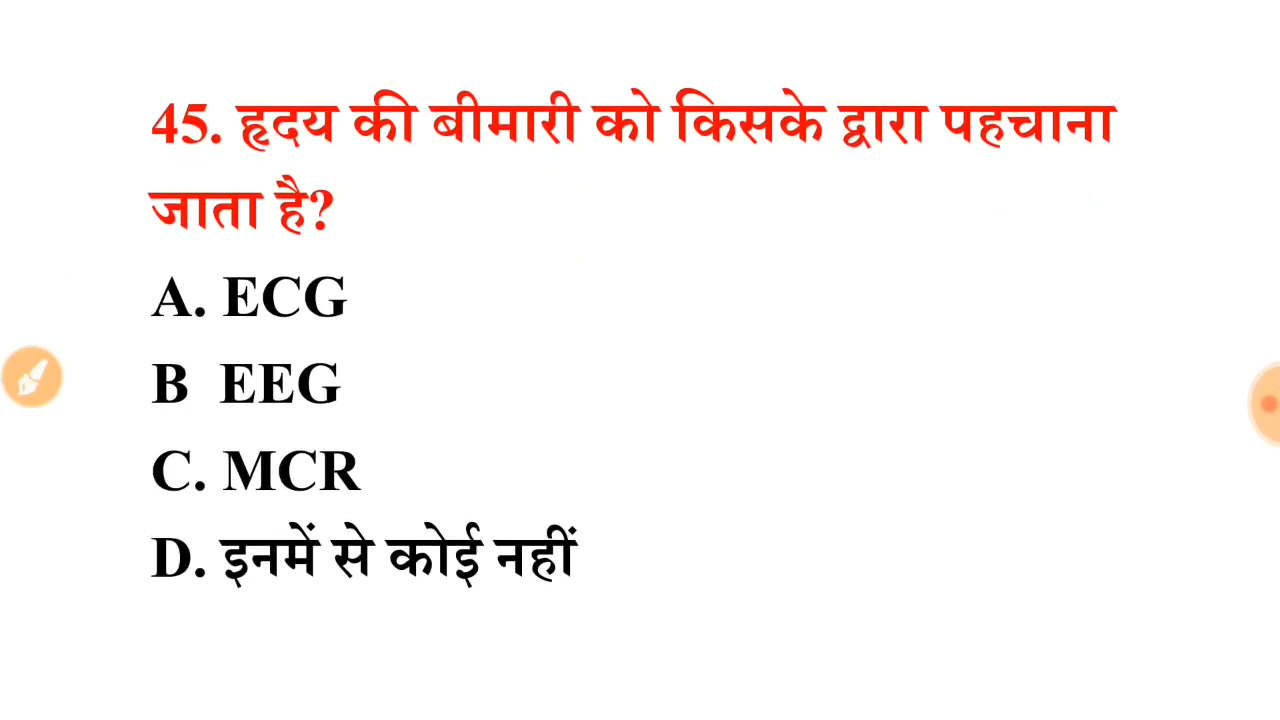 45. हृदय की बीमारी को किसके द्वारा पहचाना
जाता है?
A. ECG
B  EEG
C. MCR
D. इनमें से कोई नहीं